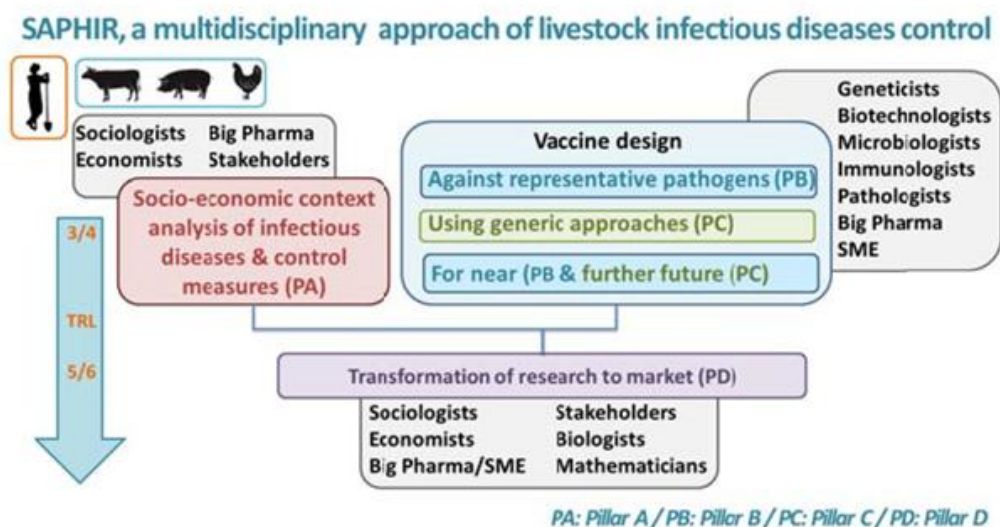 SAPHIR, a multidisciplinary approach of livestock infectious diseases control
Sociologists Big Pharma
Economists Stakeholders
Socio-economic context
analysis of infectious
diseases & control
measures (PA)
Vaccine design
Against representative pathogens (PB)
Using generic approaches (PC)
For near (PB & further future (PC)
Geneticists
Biotechnologists
Microbiologists
Immunologists
Pathologists
Big Pharma
SME
3/4
TRL
5/6
Transformation of research to market (PD)
Sociologists Stakeholders
Economists Biologists
Big Pharma/SME Mathematicians
PA: Pillar A / PB: Pillor B / PC: Pillar C / PD: Pillar D